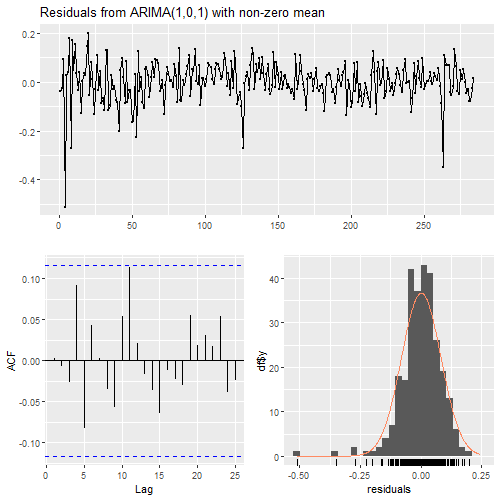 Residuals from ARIMA(1,0,1) with non-zero mean
0.2
0.0
-0.2
-0.4
0 50 100 150 200 250
ACF
0.10
0.05
0.00
-0.05
-0.10
0 5 10 15 20 25
Lag
df$y
40
30
20
10
0
-0.50 -0.25 0.00 0.25
residuals